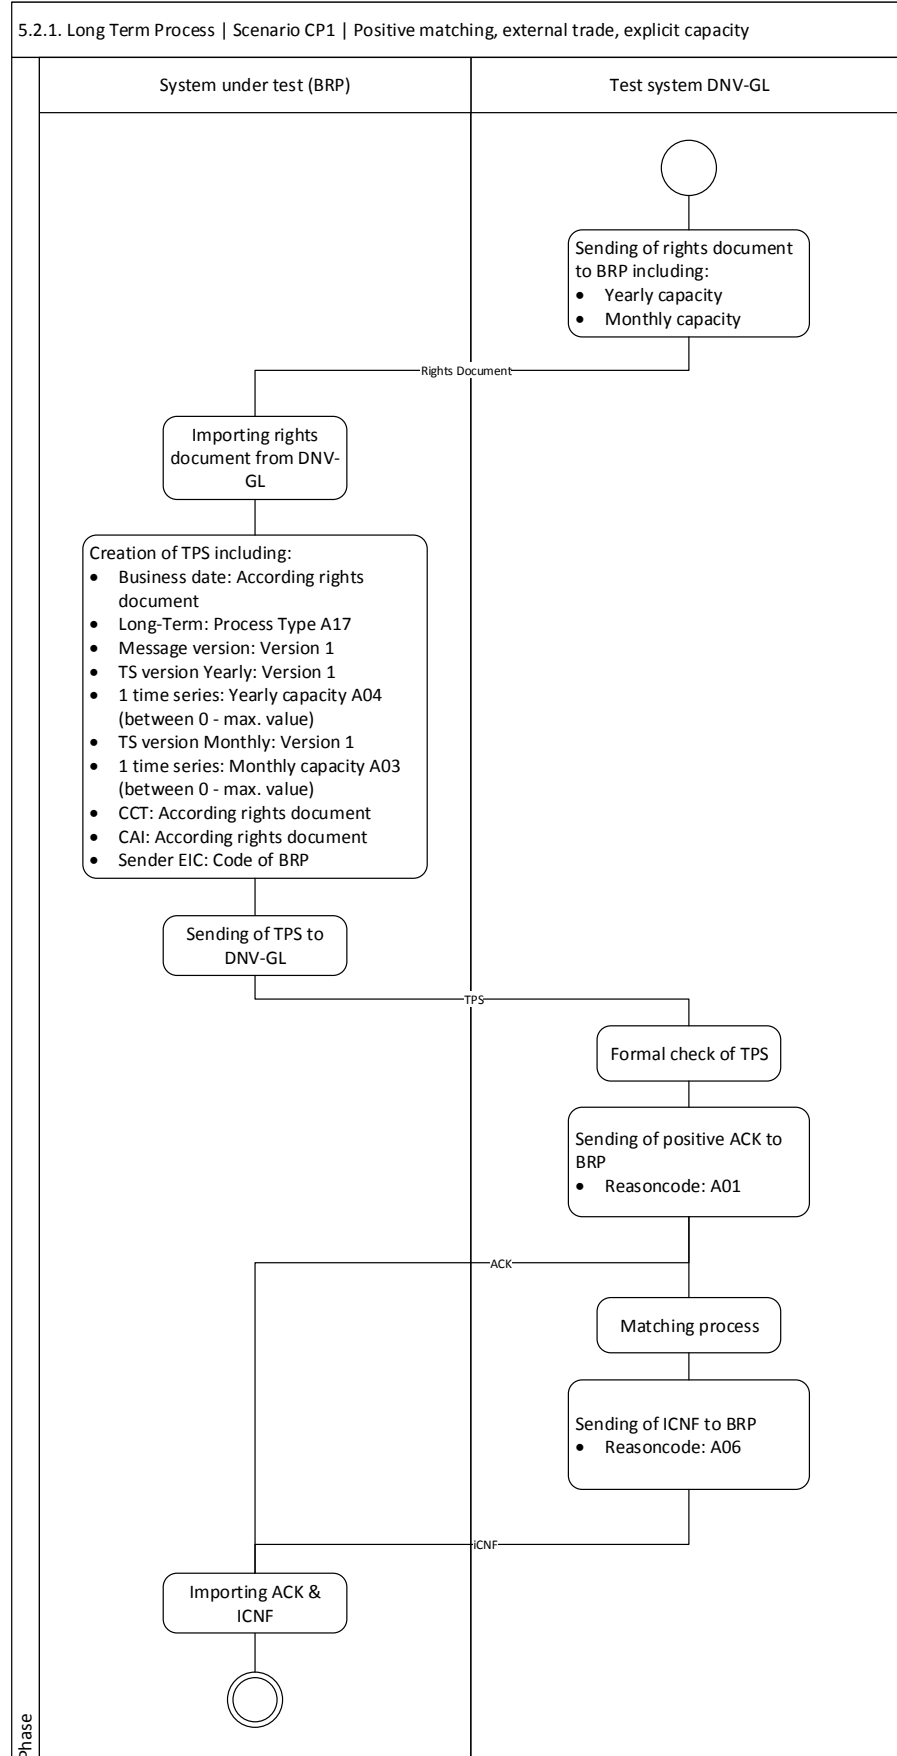 5.2.1. Long Term Process | Scenario CP1 | Positive matching, external trade, explicit capacity
System under test (BRP)
Test system DNV-GL
Sending of rights document
to BRP including:
• Yearly capacity
• Monthly capacity
Rights Document
Importing rights
document from DNV-
GL
Creation of TPS including:
• Business date: According rights
document
• Long-Term: Process Type A17
• Message version: Version 1
• TS version Yearly: Version 1
• 1 time series: Yearly capacity A04
(between 0 - max. value)
• TS version Monthly: Version 1
• 1 time series: Monthly capacity A03
(between 0 - max. value)
• CCT: According rights document
• CAI: According rights document
• Sender EIC: Code of BRP
Sending of TPS to
DNV-GL
TPS
Formal check of TPS
Sending of positive ACK to
BRP
• Reasoncode: A01
ACK
Matching process
Sending of ICNF to BRP
• Reasoncode: A06
iCNF
Importing ACK &
ICNF
Phase